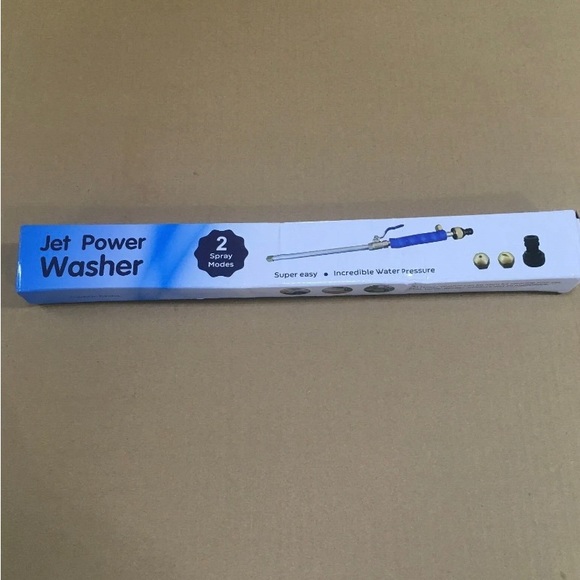 Jet Power
Washer
2
Spray
Modes
Super easy • Incredible Water Pressure